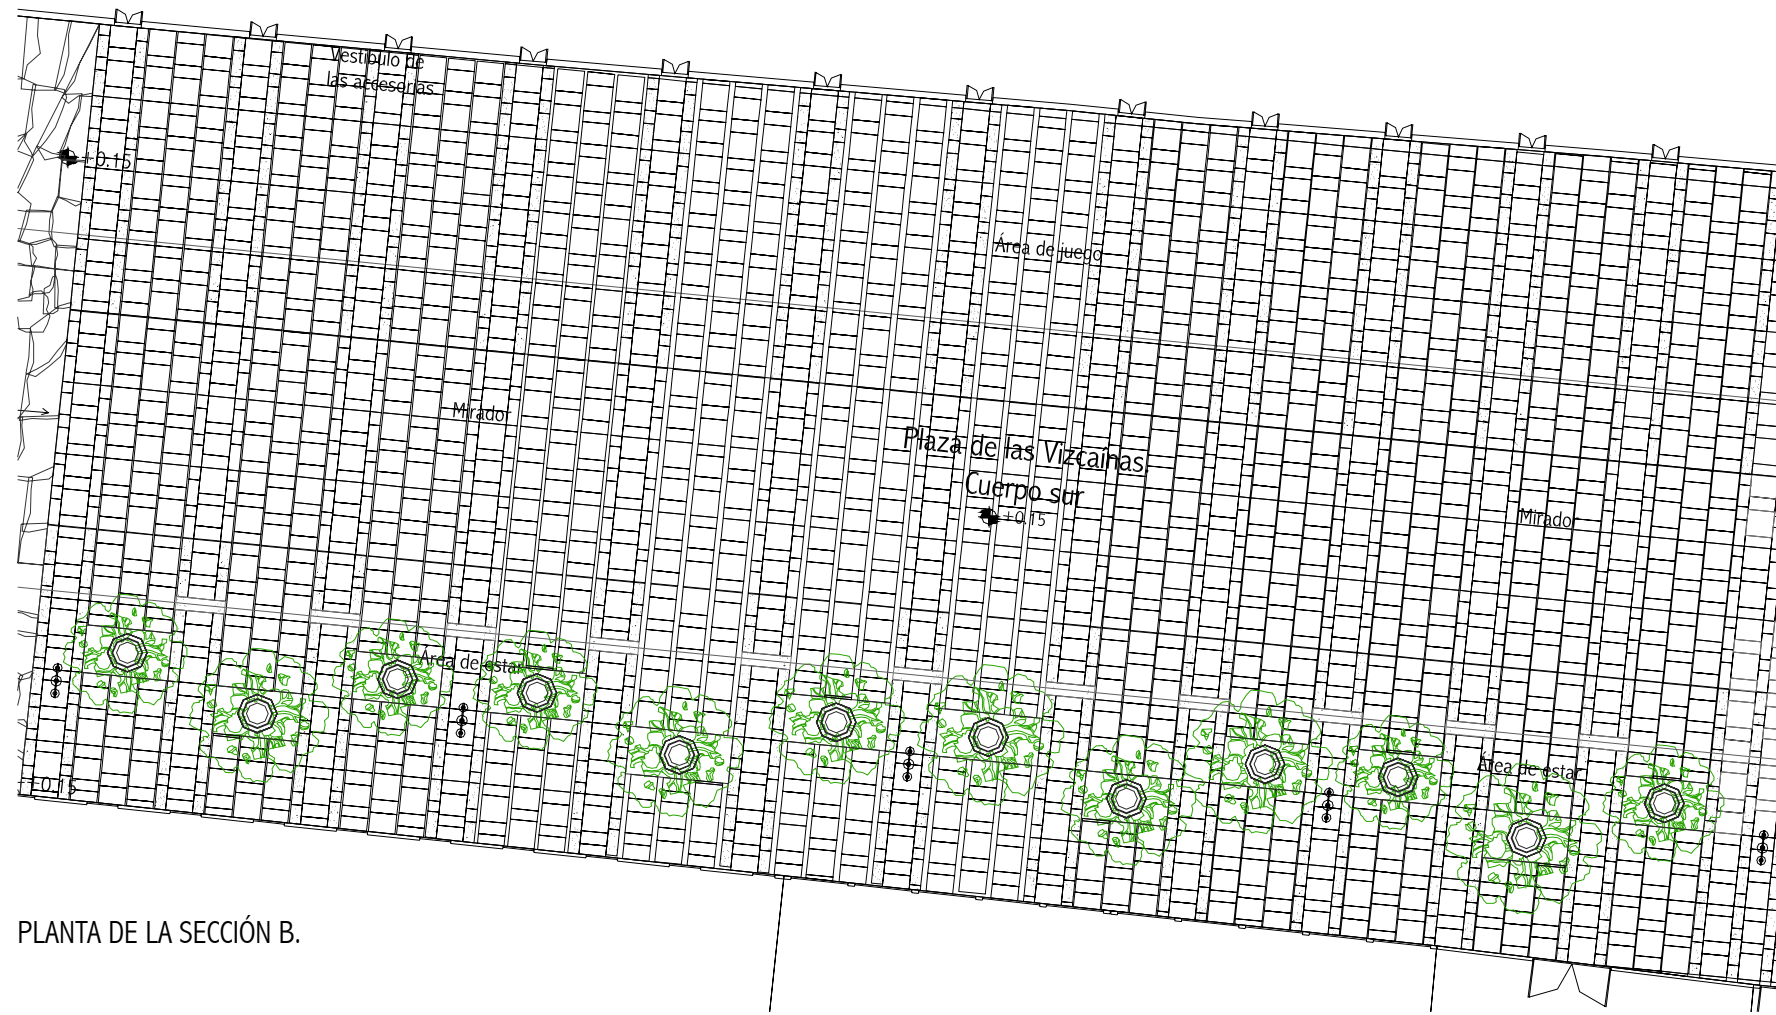 Vestíbulo de
las accesorias
+0.15
Área de juego
Mirador
Plaza de las Vizcaínas.
Cuerpo sur
+0.15
Mirador
Área de estar
Área de estar
+0.15
PLANTA DE LA SECCIÓN B.